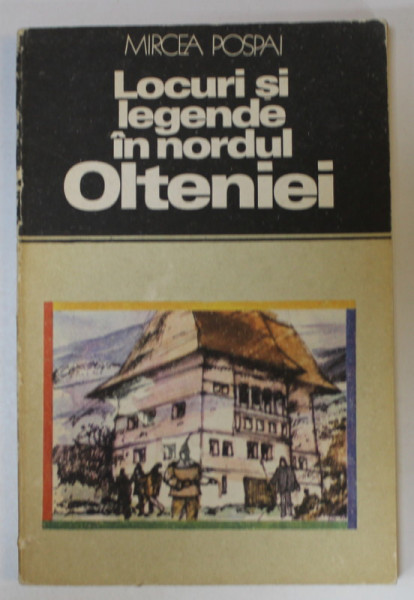 MIRCEA POSPAI
Locuri și
legende
în nordul
Olteniei